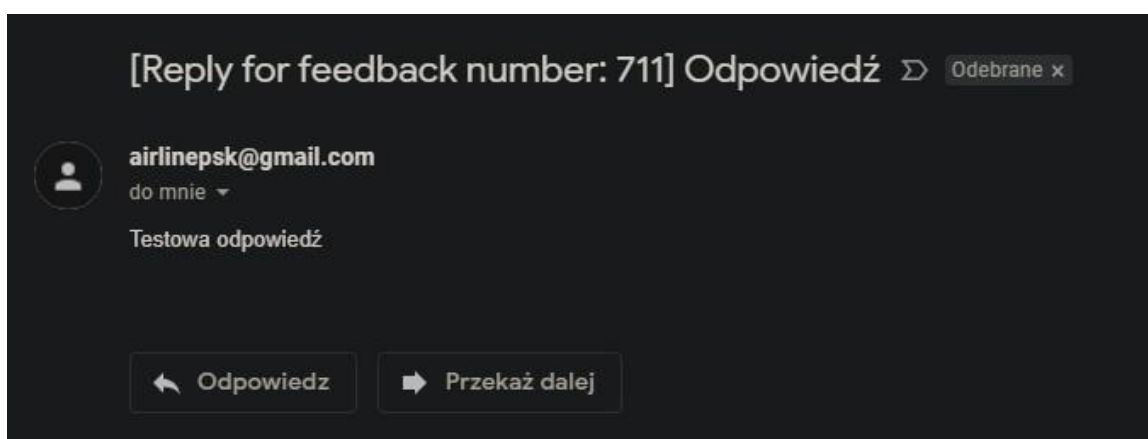 [Reply for feedback number: 711] Odpowiedź Odebrane x
airlinepsk@gmail.com
do mnie
Testowa odpowiedź
Odpowiedz Przekaż dalej